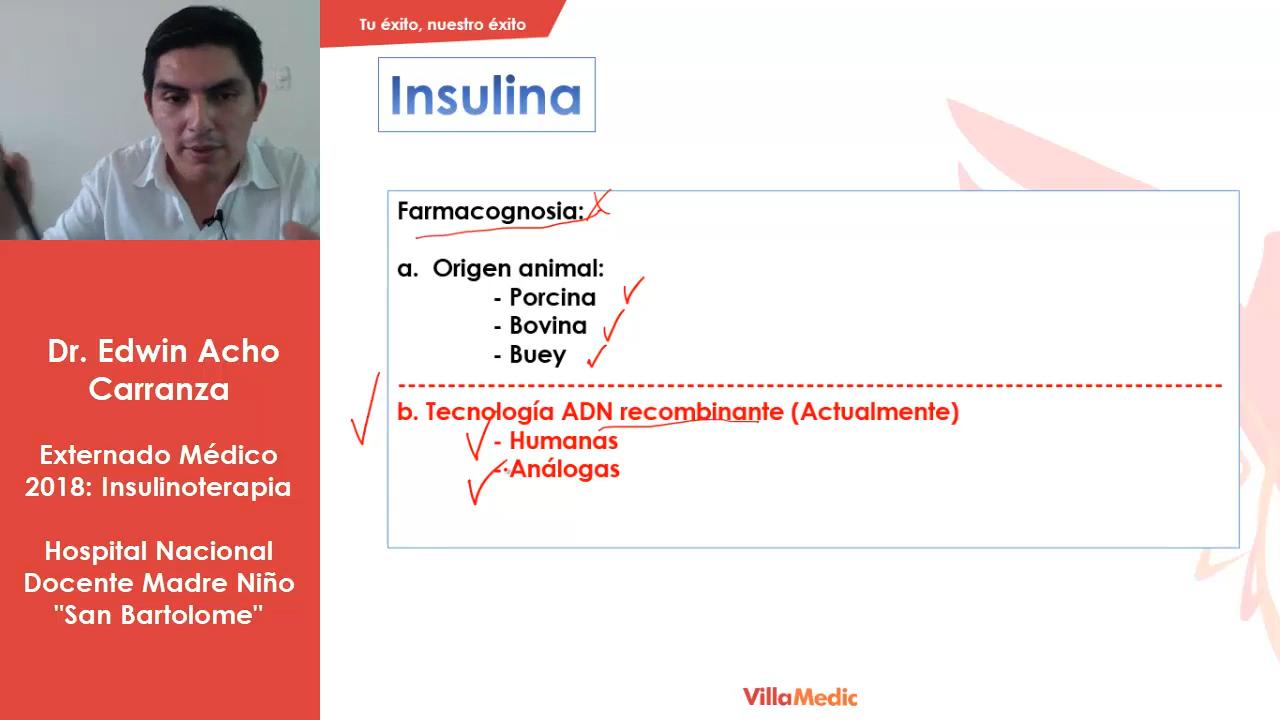 Tu éxito, nuestro éxito
Insulina
Farmacognosia:
a. Origen animal:
- Porcina
- Bovina
- Buey
b. Tecnología ADN recombinante (Actualmente)
- Humanas
- Análogas
Dr. Edwin Acho
Carranza
Externado Médico
2018: Insulinoterapia
Hospital Nacional
Docente Madre Niño
"San Bartolome"
VillaMedic